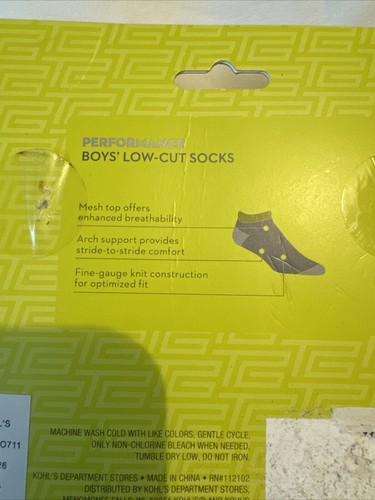 PERFORMANCE
BOYS' LOW-CUT SOCKS
Mesh top offers
enhanced breathability
Arch support provides
stride-to-stride comfort
Fine-gauge knit construction
for optimized fit
L'S
O711
26
MACHINE WASH COLD WITH LIKE COLORS, GENTLE CYCLE.
ONLY NON-CHLORINE BLEACH WHEN NEEDED,
TUMBLE DRY LOW, DO NOT IRON.
KOHL'S DEPARTMENT STORES • MADE IN CHINA • RN#112102
DISTRIBUTED BY KOHL'S DEPARTMENT STORES,